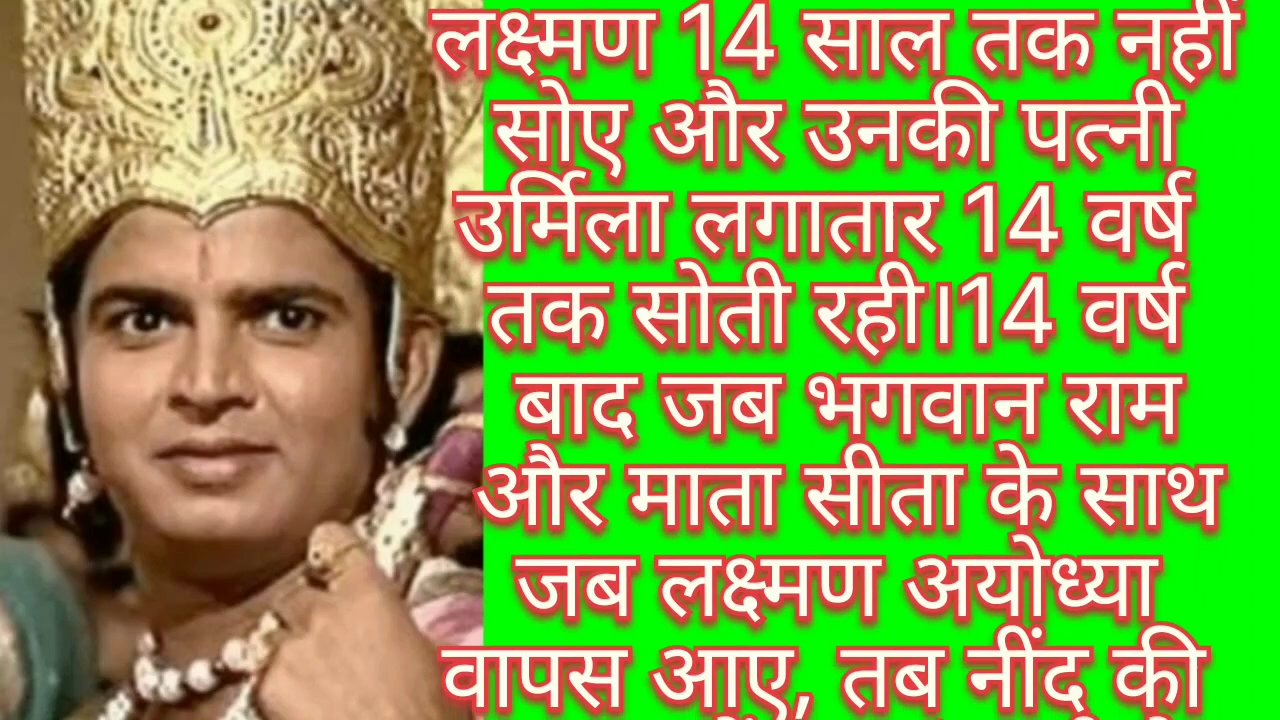 लक्ष्मण 14 साल तक नहीं
सोए और उनकी पत्नी
उर्मिला लगातार 14 वर्ष
तक सोती रही।14 वर्ष
बाद जब भगवान राम
और माता सीता के साथ
जब लक्ष्मण अयोध्या
वापस आए, तब नींद की